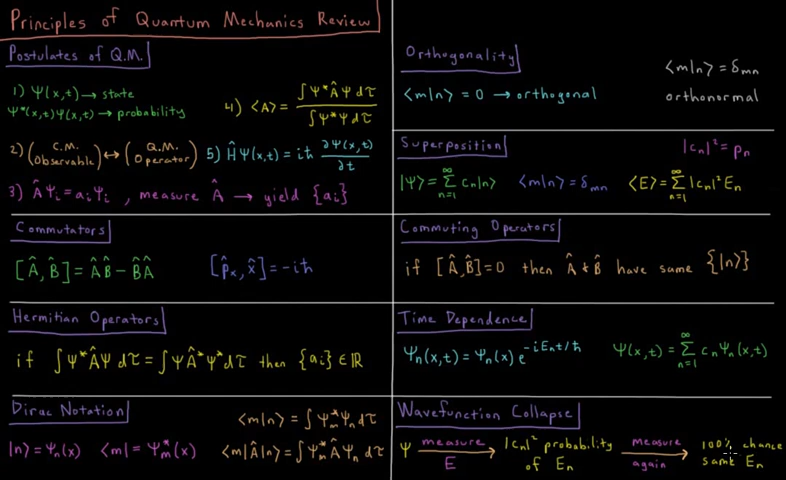 Principles of Quantum Mechanics Review
Postulates of Q.M.
1) Ψ(x,t) → state
Ψ*(x,t)Ψ(x,t) → probability
2) (C.M. Observable) ↔ (Q.M. Operator)
3) ÂΨᵢ = aᵢΨᵢ , measure Â → yield {aᵢ}
4) <A> = ∫Ψ*ÂΨ dτ / ∫Ψ*Ψ dτ
5) ĤΨ(x,t) = iħ ∂Ψ(x,t)/∂t
Commutators
[Â,B̂] = ÂB̂ − B̂Â
[p̂ₓ,x̂] = −iħ
Hermitian Operators
if ∫Ψ*ÂΨ dτ = ∫ΨÂ*Ψ*dτ then {aᵢ} ∈ ℝ
Dirac Notation
<m|n> = ∫Ψₘ*Ψₙ dτ
|n> = Ψₙ(x) <m| = Ψₘ*(x)
<m|Â|n> = ∫Ψₘ*ÂΨₙ dτ
Orthogonality
<m|n> = 0 → orthogonal
<m|n> = δₘₙ
orthonormal
Superposition
|cₙ|² = pₙ
|Ψ> = ∑ₙ₌₁^∞ cₙ|n> <m|n> = δₘₙ <E> = ∑ₙ₌₁^∞ |cₙ|² Eₙ
Commuting Operators
if [Â,B̂] = 0 then Â & B̂ have same {|n>}
Time Dependence
Ψₙ(x,t) = Ψₙ(x) e^(−iEₙt/ħ) Ψ(x,t) = ∑ₙ₌₁^∞ cₙΨₙ(x,t)
Wavefunction Collapse
Ψ measure E → |cₙ|² probability of Eₙ measure again → 100% chance same Eₙ